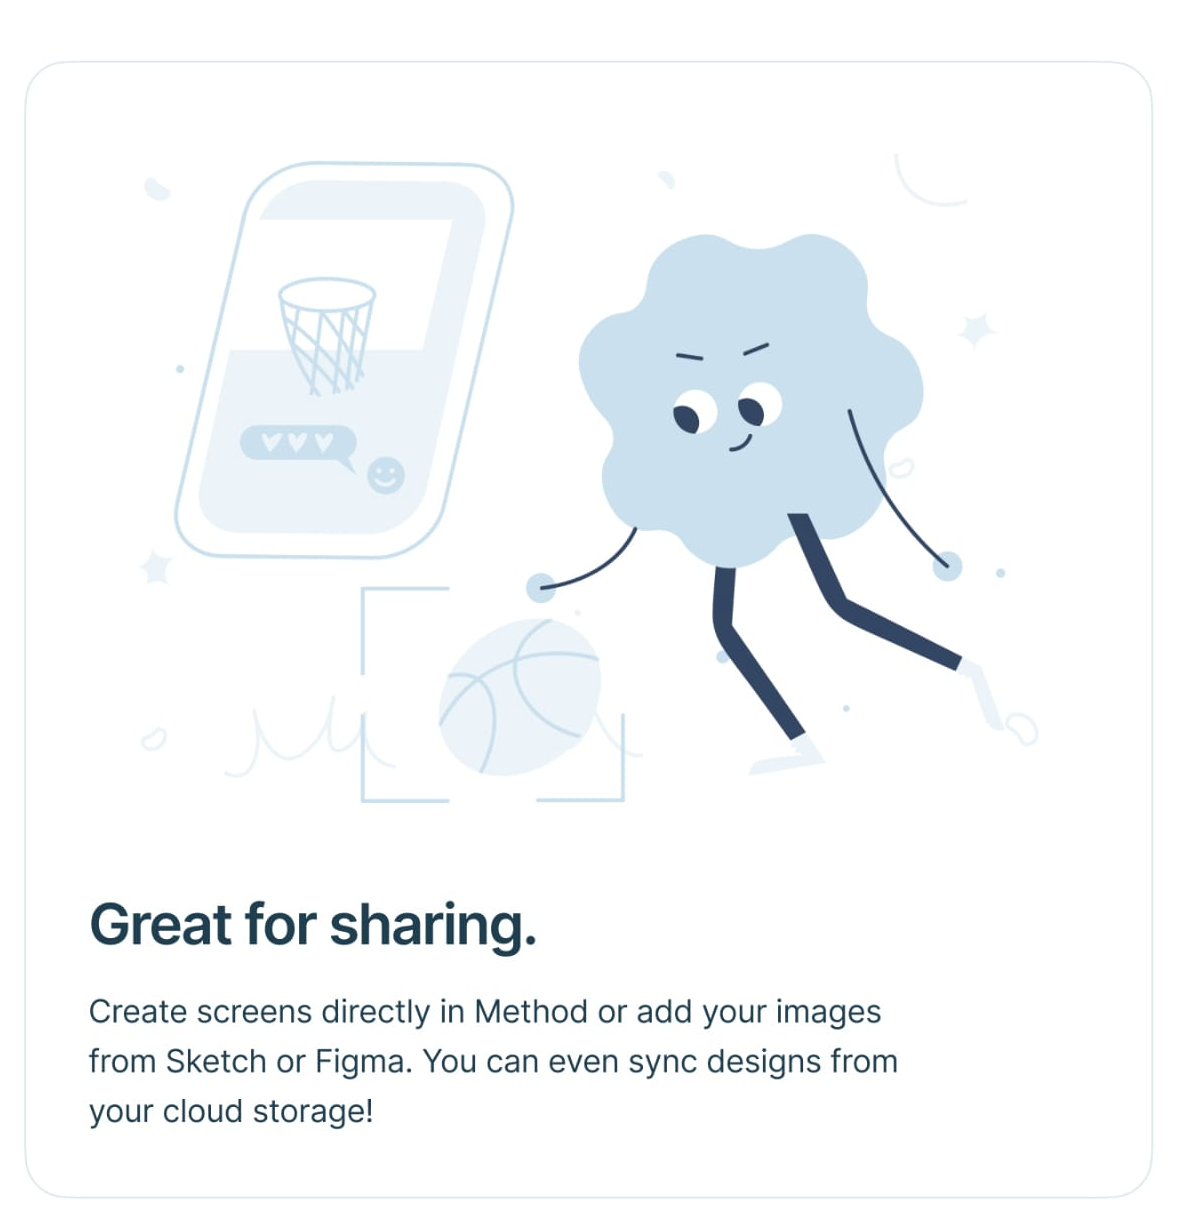 Great for sharing.
Create screens directly in Method or add your images
from Sketch or Figma. You can even sync designs from
your cloud storage!